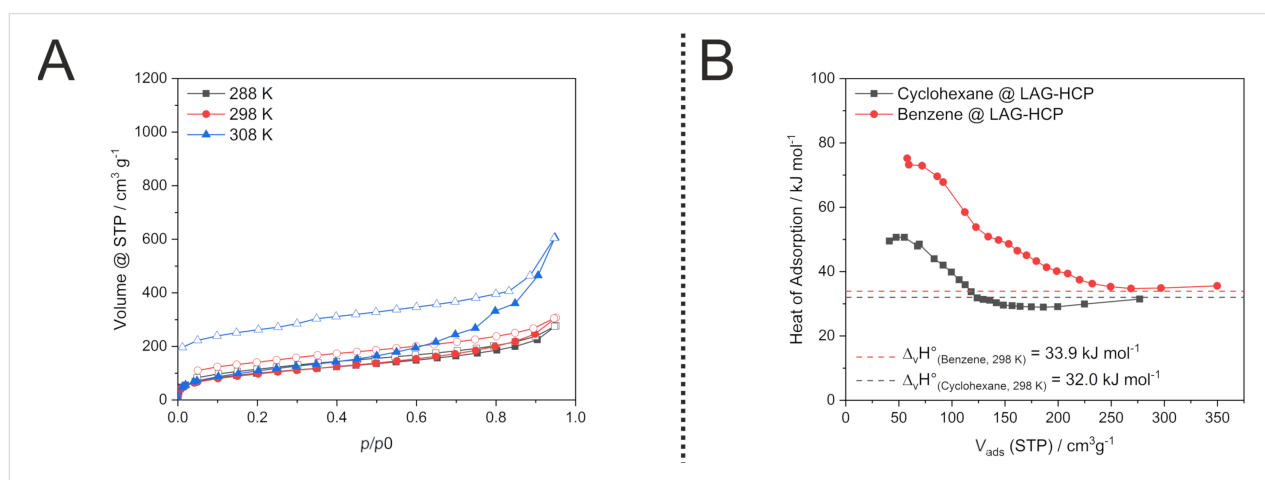 A
1200
1000
800
600
400
200
0
Volume @ STP / cm³ g⁻¹
288 K
298 K
308 K
0.0 0.2 0.4 0.6 0.8 1.0
p/p0
B
100
80
60
40
20
0
Heat of Adsorption / kJ mol⁻¹
Cyclohexane @ LAG-HCP
Benzene @ LAG-HCP
ΔᵥH°(Benzene, 298 K) = 33.9 kJ mol⁻¹
ΔᵥH°(Cyclohexane, 298 K) = 32.0 kJ mol⁻¹
0 50 100 150 200 250 300 350
Vads (STP) / cm³g⁻¹